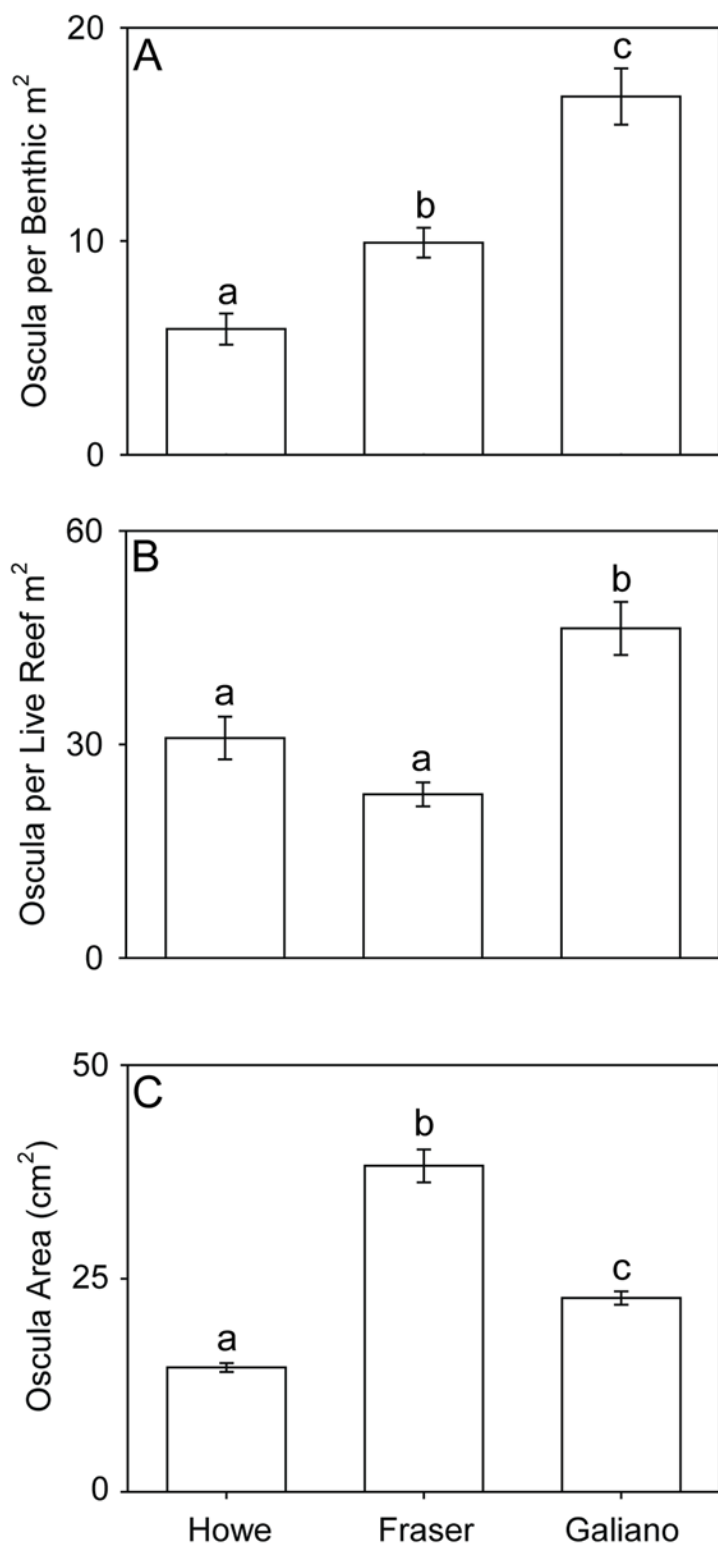 A
Oscula per Benthic m²
20
10
0
a
b
c
B
Oscula per Live Reef m²
60
30
0
a
a
b
C
Oscula Area (cm²)
50
25
0
a
b
c
Howe Fraser Galiano